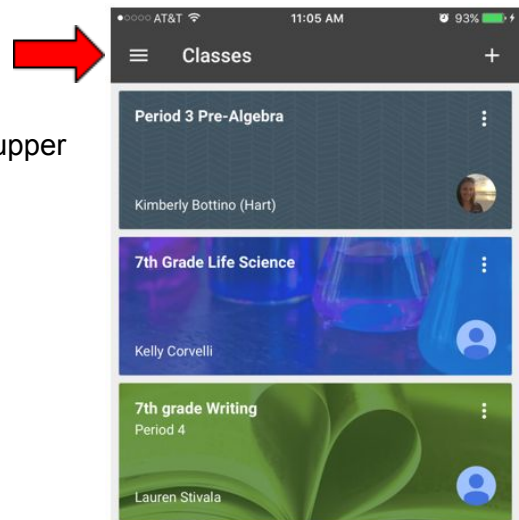 AT&T 11:05 AM 93%
Classes
upper
Period 3 Pre-Algebra
Kimberly Bottino (Hart)
7th Grade Life Science
Kelly Corvelli
7th grade Writing
Period 4
Lauren Stivala